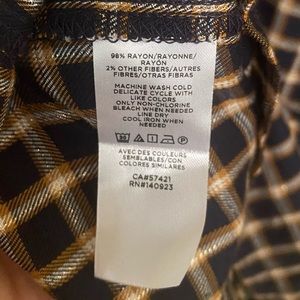 98% RAYON/RAYONNE/
RAYÓN
2% OTHER FIBERS/AUTRES
FIBRES/OTRAS FIBRAS
MACHINE WASH COLD
DELICATE CYCLE WITH
LIKE COLORS
ONLY NON-CHLORINE
BLEACH WHEN NEEDED
LINE DRY
COOL IRON WHEN
NEEDED
AVEC DES COULEURS
SEMBLABLES/CON
COLORES SIMILARES
CA#57421
RN#140923